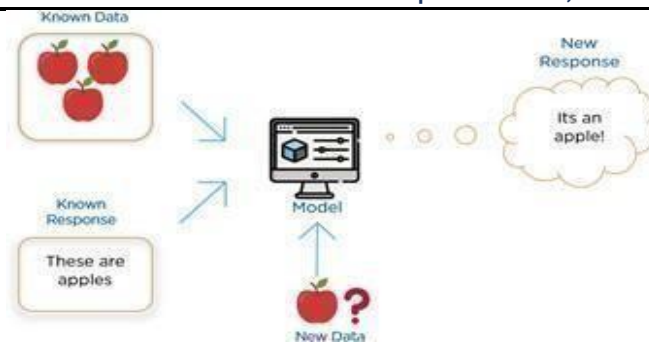 Known Data
New
Response
Its an
apple!
Model
Known
Response
These are
apples
?
New Data